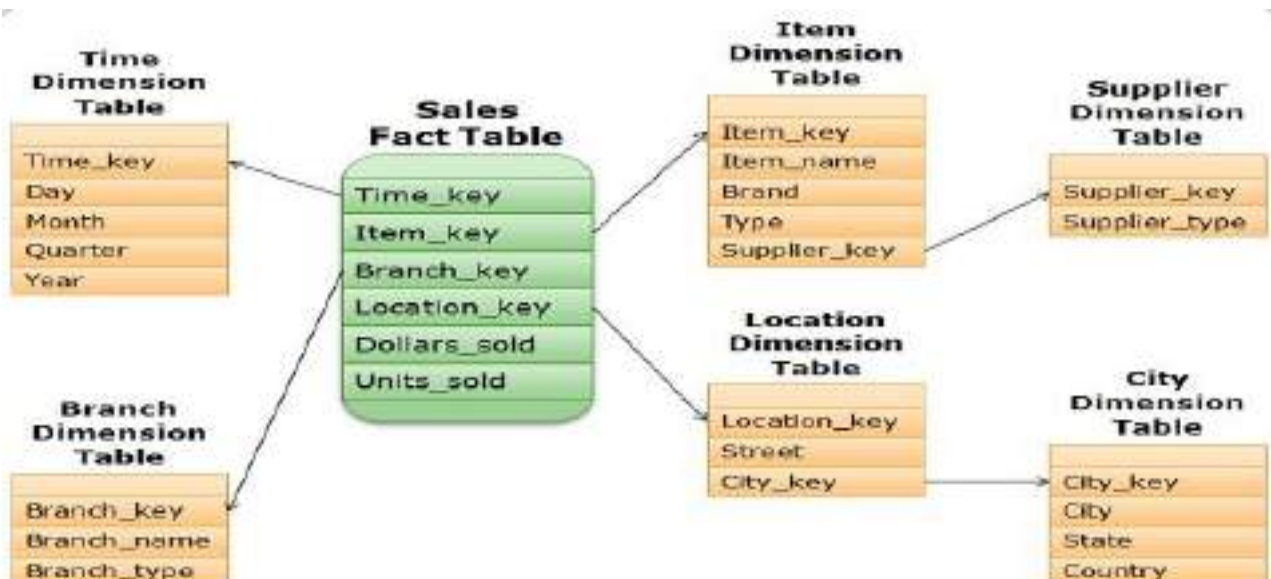 Time
Dimension
Table
Time_key
Day
Month
Quarter
Year
Sales
Fact Table
Time_key
Item_key
Branch_key
Location_key
Dollars_sold
Units_sold
Item
Dimension
Table
Item_key
Item_name
Brand
Type
Supplier_key
Supplier
Dimension
Table
Supplier_key
Supplier_type
Branch
Dimension
Table
Branch_key
Branch_name
Branch_type
Location
Dimension
Table
Location_key
Street
City_key
City
Dimension
Table
City_key
City
State
Country